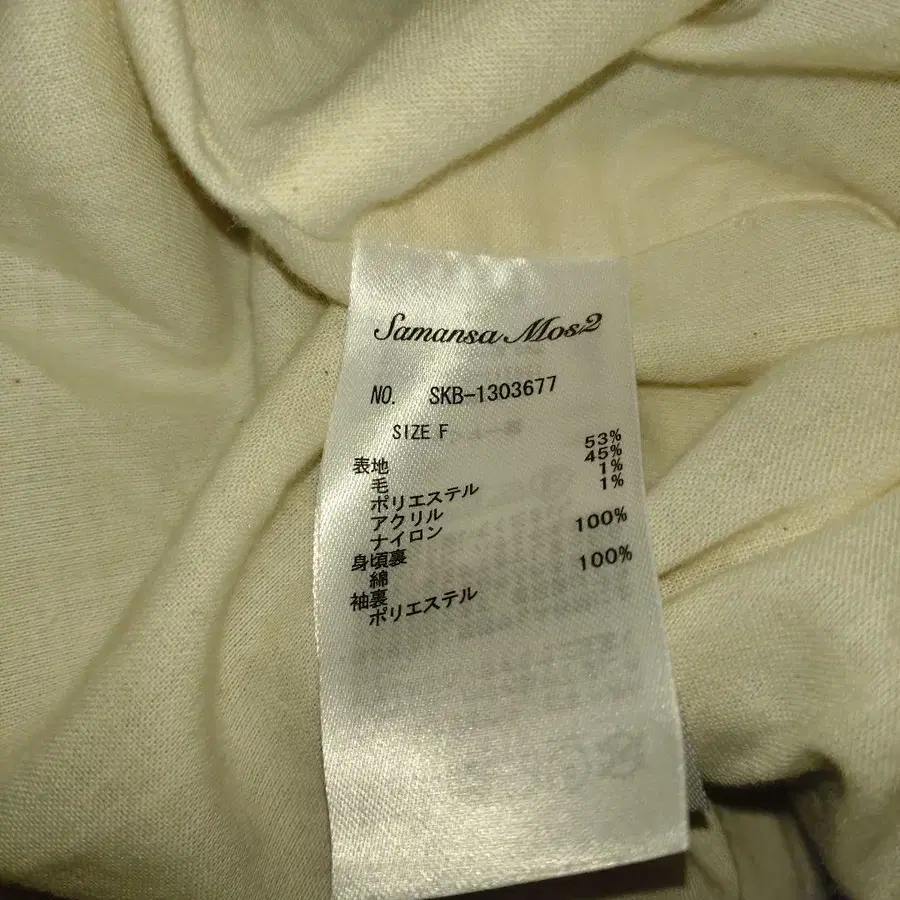 Samansa Mos2
NO. SKB-1303677
SIZE F
表地
毛 53%
ポリエステル 45%
アクリル 1%
ナイロン 1%
身頃裏
綿 100%
袖裏
ポリエステル 100%